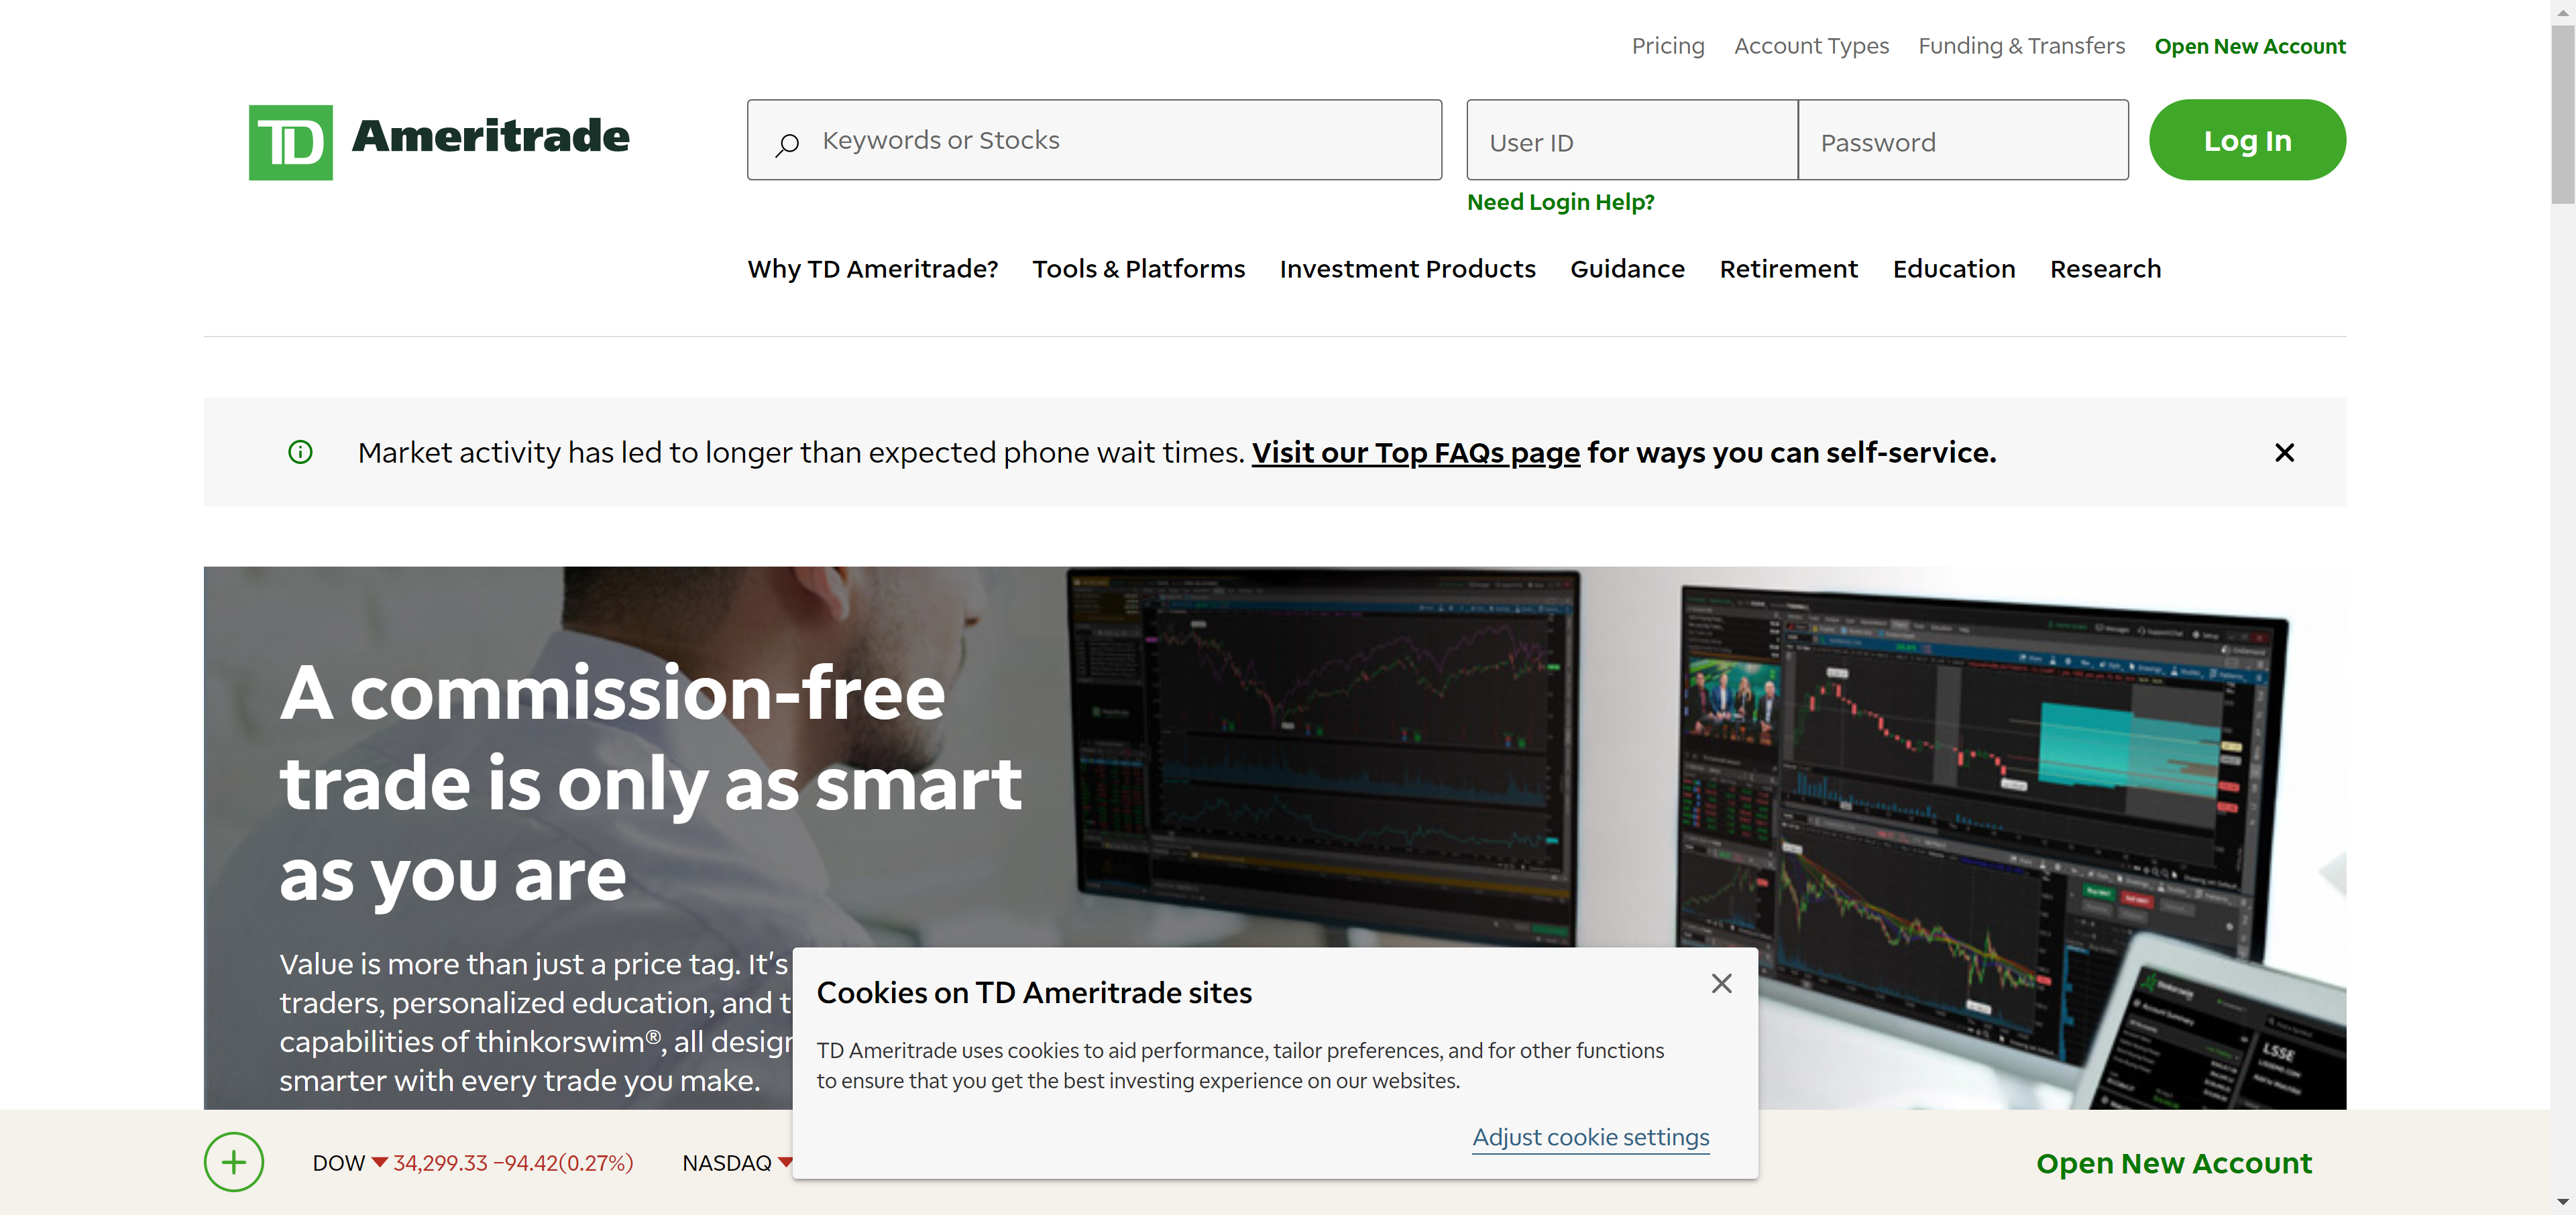 Pricing Account Types Funding & Transfers Open New Account
TD Ameritrade
Keywords or Stocks
User ID
Password
Log In
Need Login Help?
Why TD Ameritrade? Tools & Platforms Investment Products Guidance Retirement Education Research
Market activity has led to longer than expected phone wait times. Visit our Top FAQs page for ways you can self-service.
A commission-free
trade is only as smart
as you are
Value is more than just a price tag. It's
traders, personalized education, and t
capabilities of thinkorswim®, all design
smarter with every trade you make.
Account Summary
LSSE
Cookies on TD Ameritrade sites
TD Ameritrade uses cookies to aid performance, tailor preferences, and for other functions
to ensure that you get the best investing experience on our websites.
Adjust cookie settings
DOW 34,299.33 −94.42(0.27%) NASDAQ
Open New Account